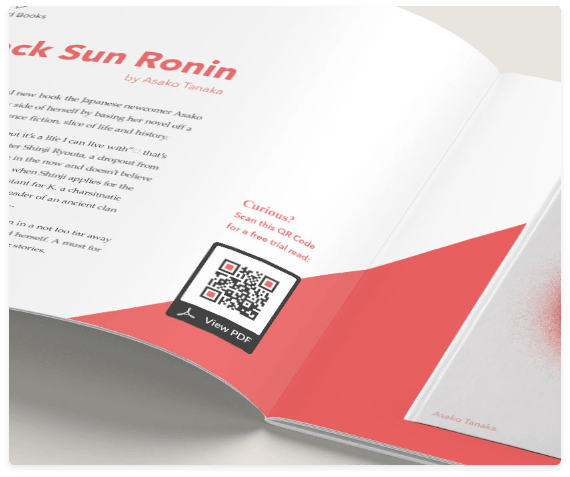 Books
ck Sun Ronin
by Asako Tanaka
new book the Japanese newcomer Asako
side of herself by basing her novel off a
ence fiction, slice of life and history.
out it's a life I can live with" that's
ter Shinji Ryouta, a dropout from
in the now and doesn't believe
when Shinji applies for the
tant for K, a charsimatic
eader of an ancient clan
n in a not too far away
f herself. A must for
stories.
Curious?
Scan this QR Code
for a free trial read:
View PDF
Asako Tanaka